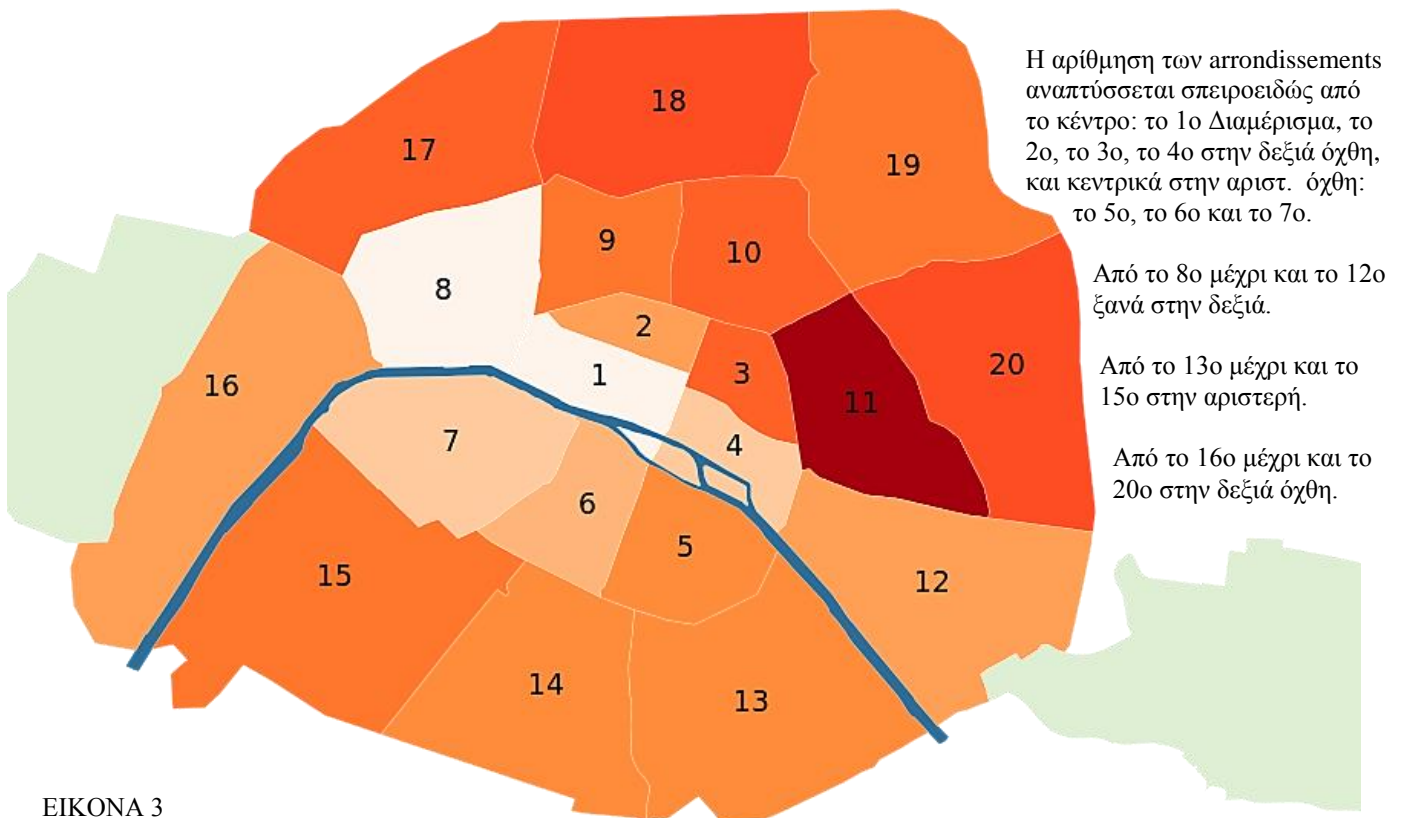 Η αρίθμηση των arrondissements
αναπτύσσεται σπειροειδώς από
το κέντρο: το 1ο Διαμέρισμα, το
2ο, το 3ο, το 4ο στην δεξιά όχθη,
και κεντρικά στην αριστ. όχθη:
το 5ο, το 6ο και το 7ο.
Από το 8ο μέχρι και το 12ο
ξανά στην δεξιά.
Από το 13ο μέχρι και το
15ο στην αριστερή.
Από το 16ο μέχρι και το
20ο στην δεξιά όχθη.
18
17
19
9
10
8
2
20
1
3
16
11
7
4
6
5
15
12
14
13
ΕΙΚΟΝΑ 3